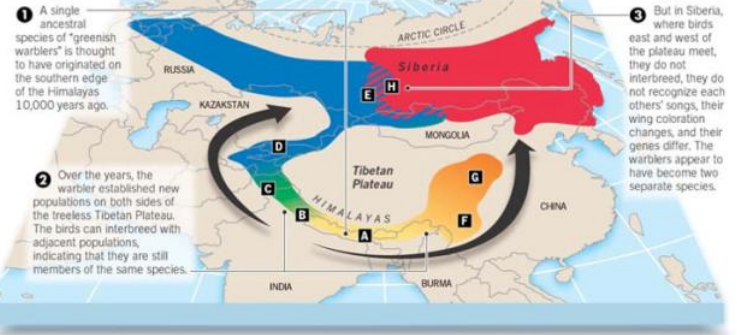 1 A single
ancestral
species of "greenish
warblers" is thought
to have originated on
the southern edge
of the Himalayas
10,000 years ago.
2 Over the years, the
warbler established new
populations on both sides of
the treeless Tibetan Plateau.
The birds can interbreed with
adjacent populations,
indicating that they are still
members of the same species.
3 But in Siberia,
where birds
east and west of
the plateau meet,
they do not
interbreed, they do
not recognize each
others' songs, their
wing coloration
changes, and their
genes differ. The
warblers appear to
have become two
separate species.
ARCTIC CIRCLE
RUSSIA
Siberia
E
H
KAZAKSTAN
MONGOLIA
D
Tibetan
Plateau
G
C
HIMALAYAS
B
F
A
CHINA
INDIA
BURMA